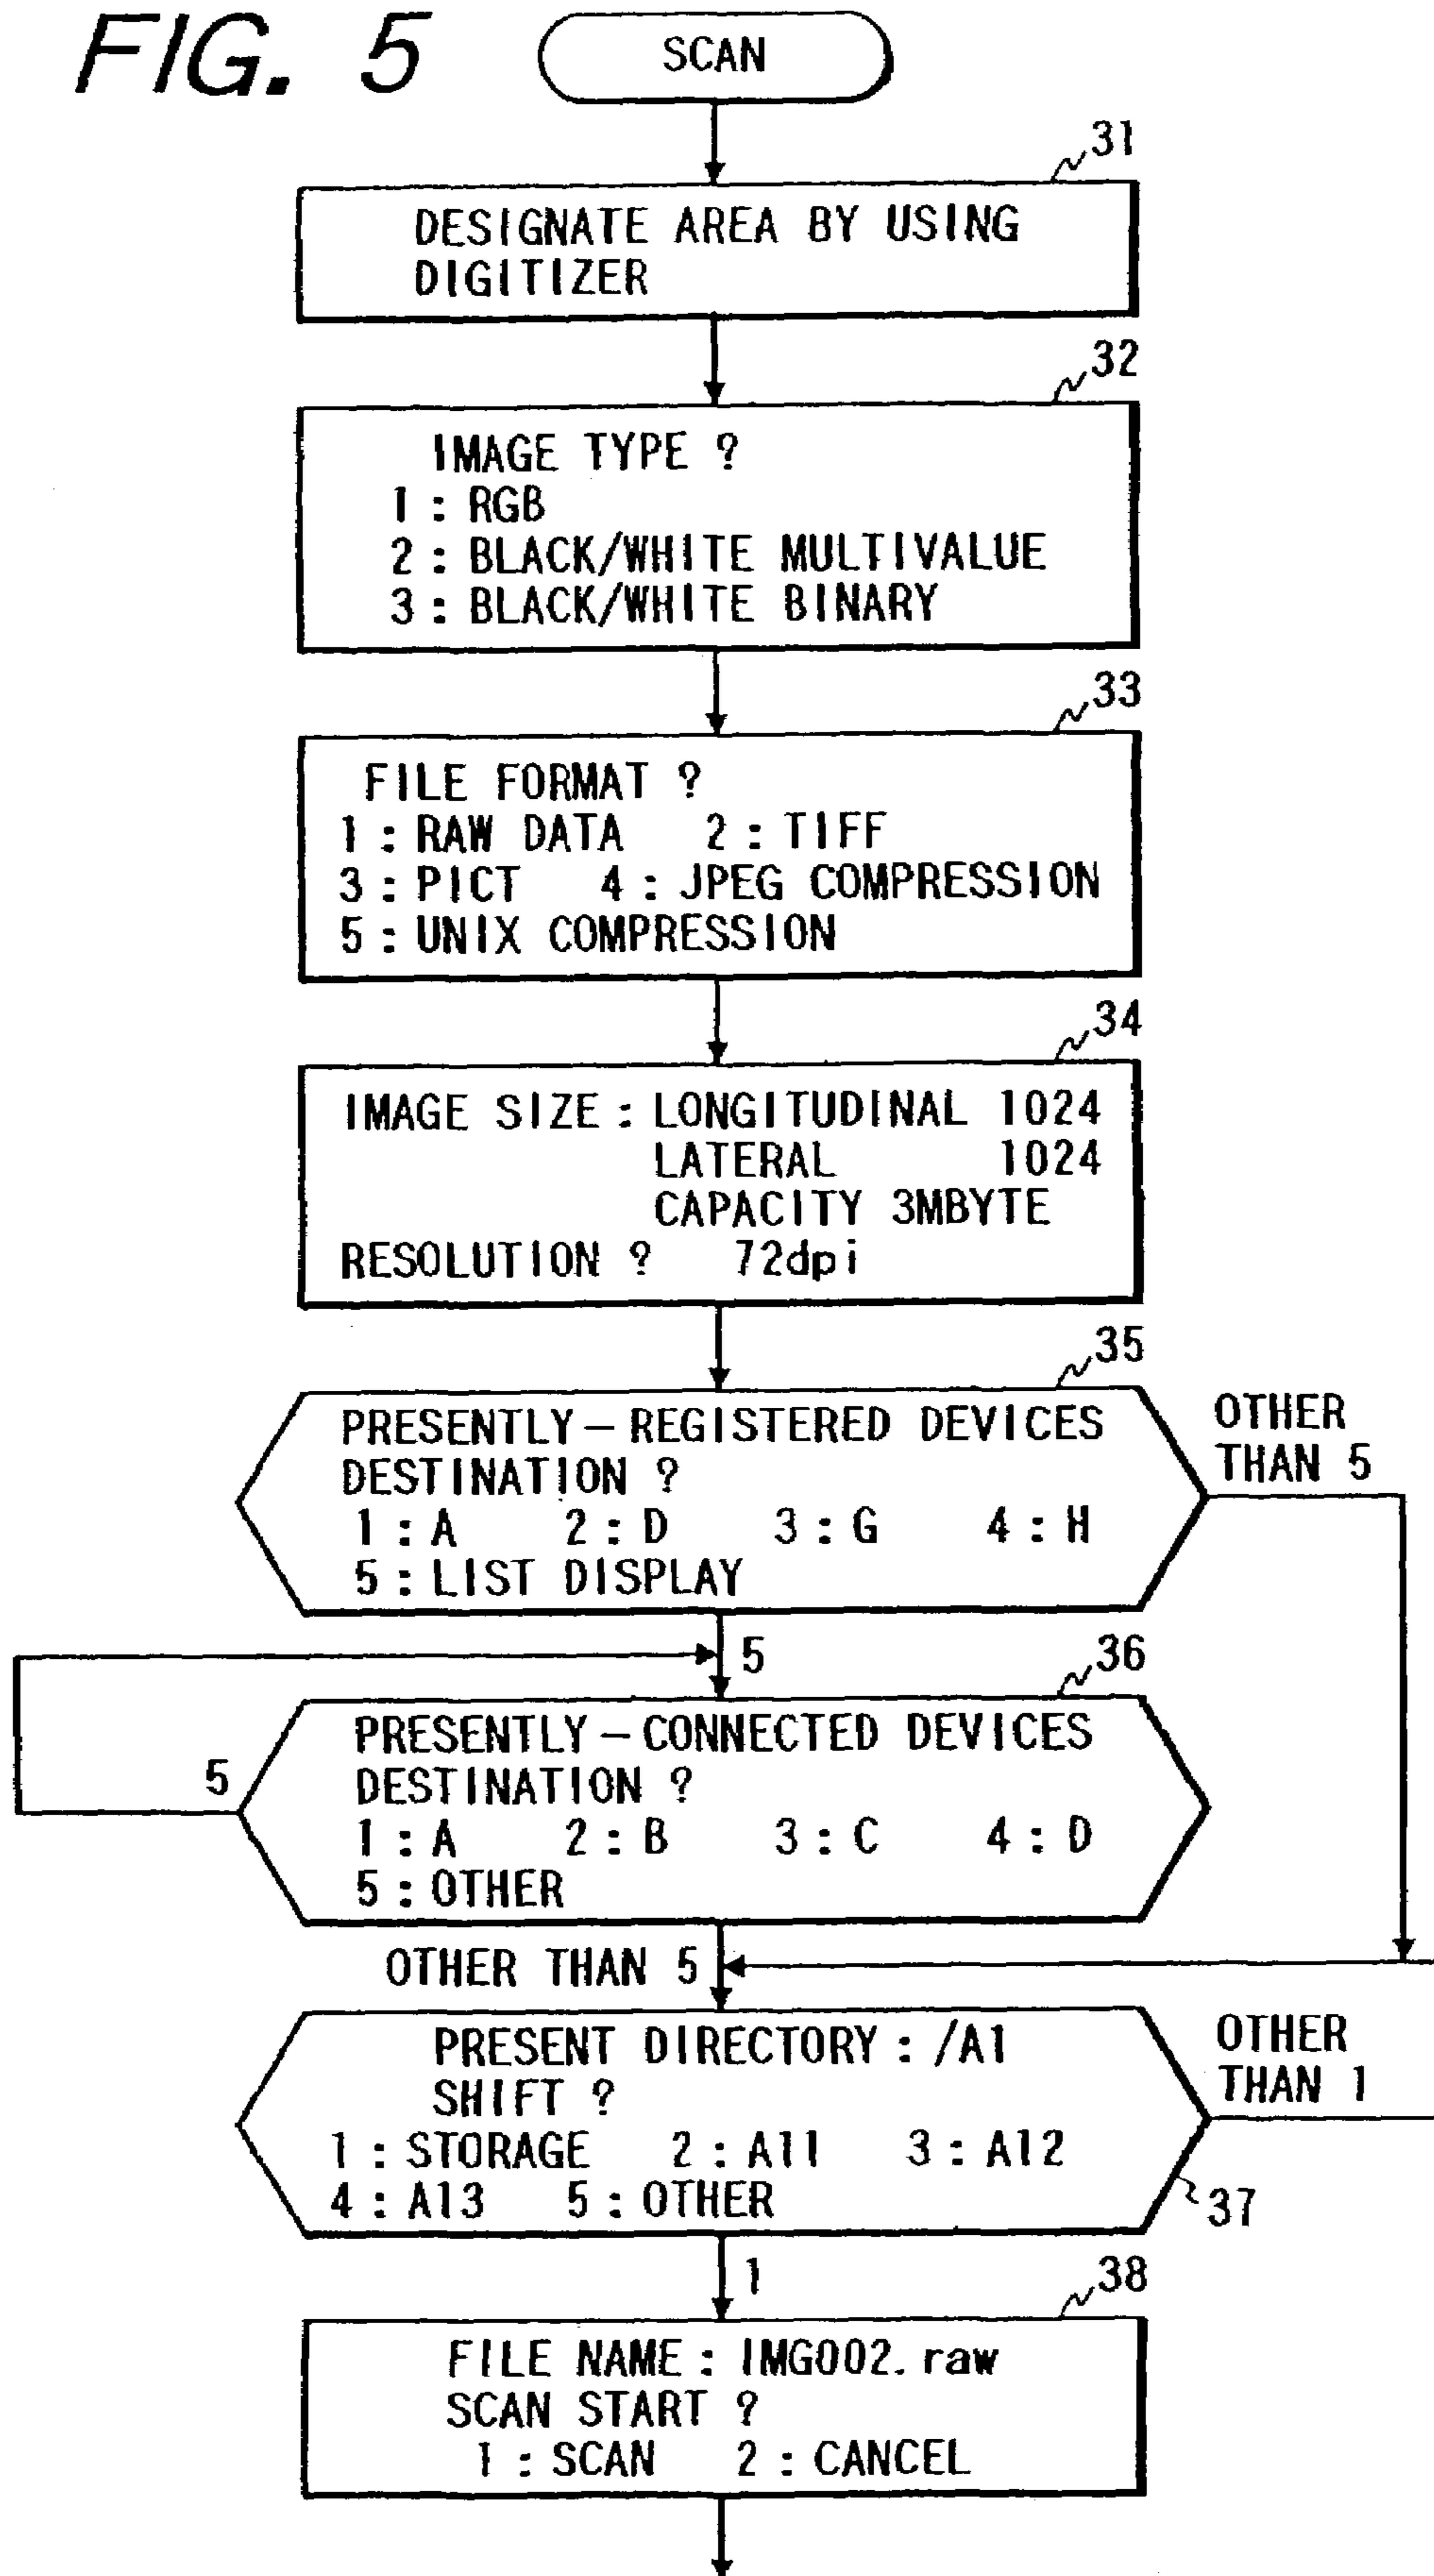 FIG. 5
SCAN
31
DESIGNATE AREA BY USING
DIGITIZER
32
IMAGE TYPE ?
1 : RGB
2 : BLACK/WHITE MULTIVALUE
3 : BLACK/WHITE BINARY
33
FILE FORMAT ?
1 : RAW DATA 2 : TIFF
3 : PICT 4 : JPEG COMPRESSION
5 : UNIX COMPRESSION
34
IMAGE SIZE : LONGITUDINAL 1024
LATERAL 1024
CAPACITY 3MBYTE
RESOLUTION ? 72dpi
35
PRESENTLY-REGISTERED DEVICES
DESTINATION ?
1 : A 2 : D 3 : G 4 : H
5 : LIST DISPLAY
OTHER
THAN 5
5
36
PRESENTLY-CONNECTED DEVICES
DESTINATION ?
1 : A 2 : B 3 : C 4 : D
5 : OTHER
5
OTHER THAN 5
PRESENT DIRECTORY : /A1
SHIFT ?
1 : STORAGE 2 : A11 3 : A12
4 : A13 5 : OTHER
OTHER
THAN 1
37
1
38
FILE NAME : IMG002.raw
SCAN START ?
1 : SCAN 2 : CANCEL